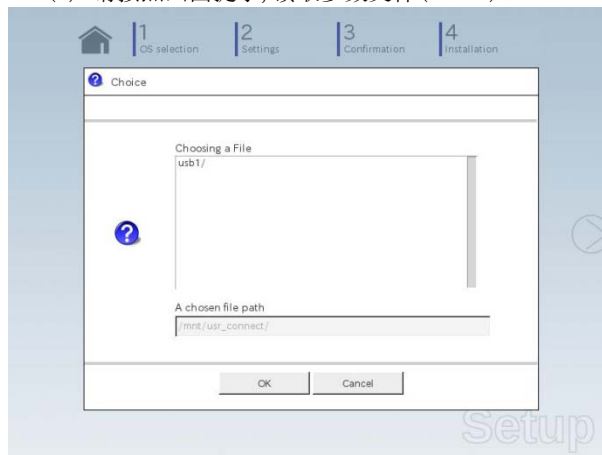 1
OS selection
2
Settings
3
Confirmation
4
Installation
Choice
Choosing a File
usb1/
A chosen file path
/mnt/usr_connect/
OK
Cancel
Setup